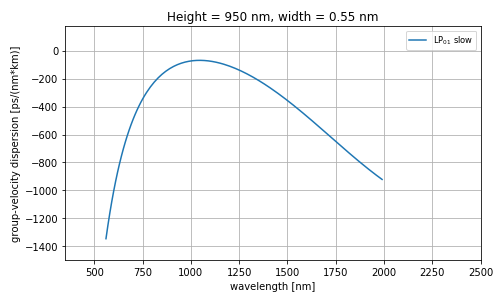 Height = 950 nm, width = 0.55 nm
LP₀₁ slow
group-velocity dispersion [ps/(nm*km)]
0
−200
−400
−600
−800
−1000
−1200
−1400
500 750 1000 1250 1500 1750 2000 2250 2500
wavelength [nm]